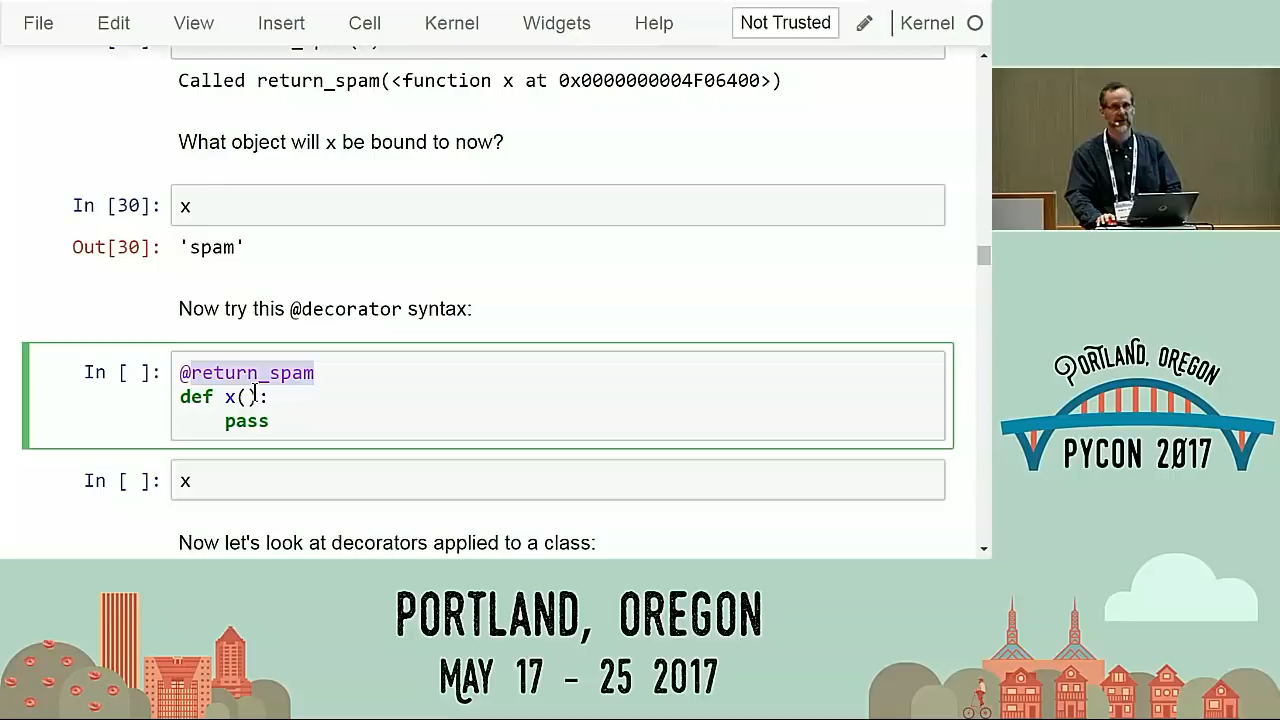 File Edit View Insert Cell Kernel Widgets Help Not Trusted Kernel
Called return_spam(<function x at 0x0000000004F06400>)
What object will x be bound to now?
In [30]: x
Out[30]: 'spam'
Now try this @decorator syntax:
In [ ]: @return_spam
def x():
pass
In [ ]: x
Now let's look at decorators applied to a class:
PORTLAND, OREGON
PYCON 2017
PORTLAND, OREGON
MAY 17 - 25 2017